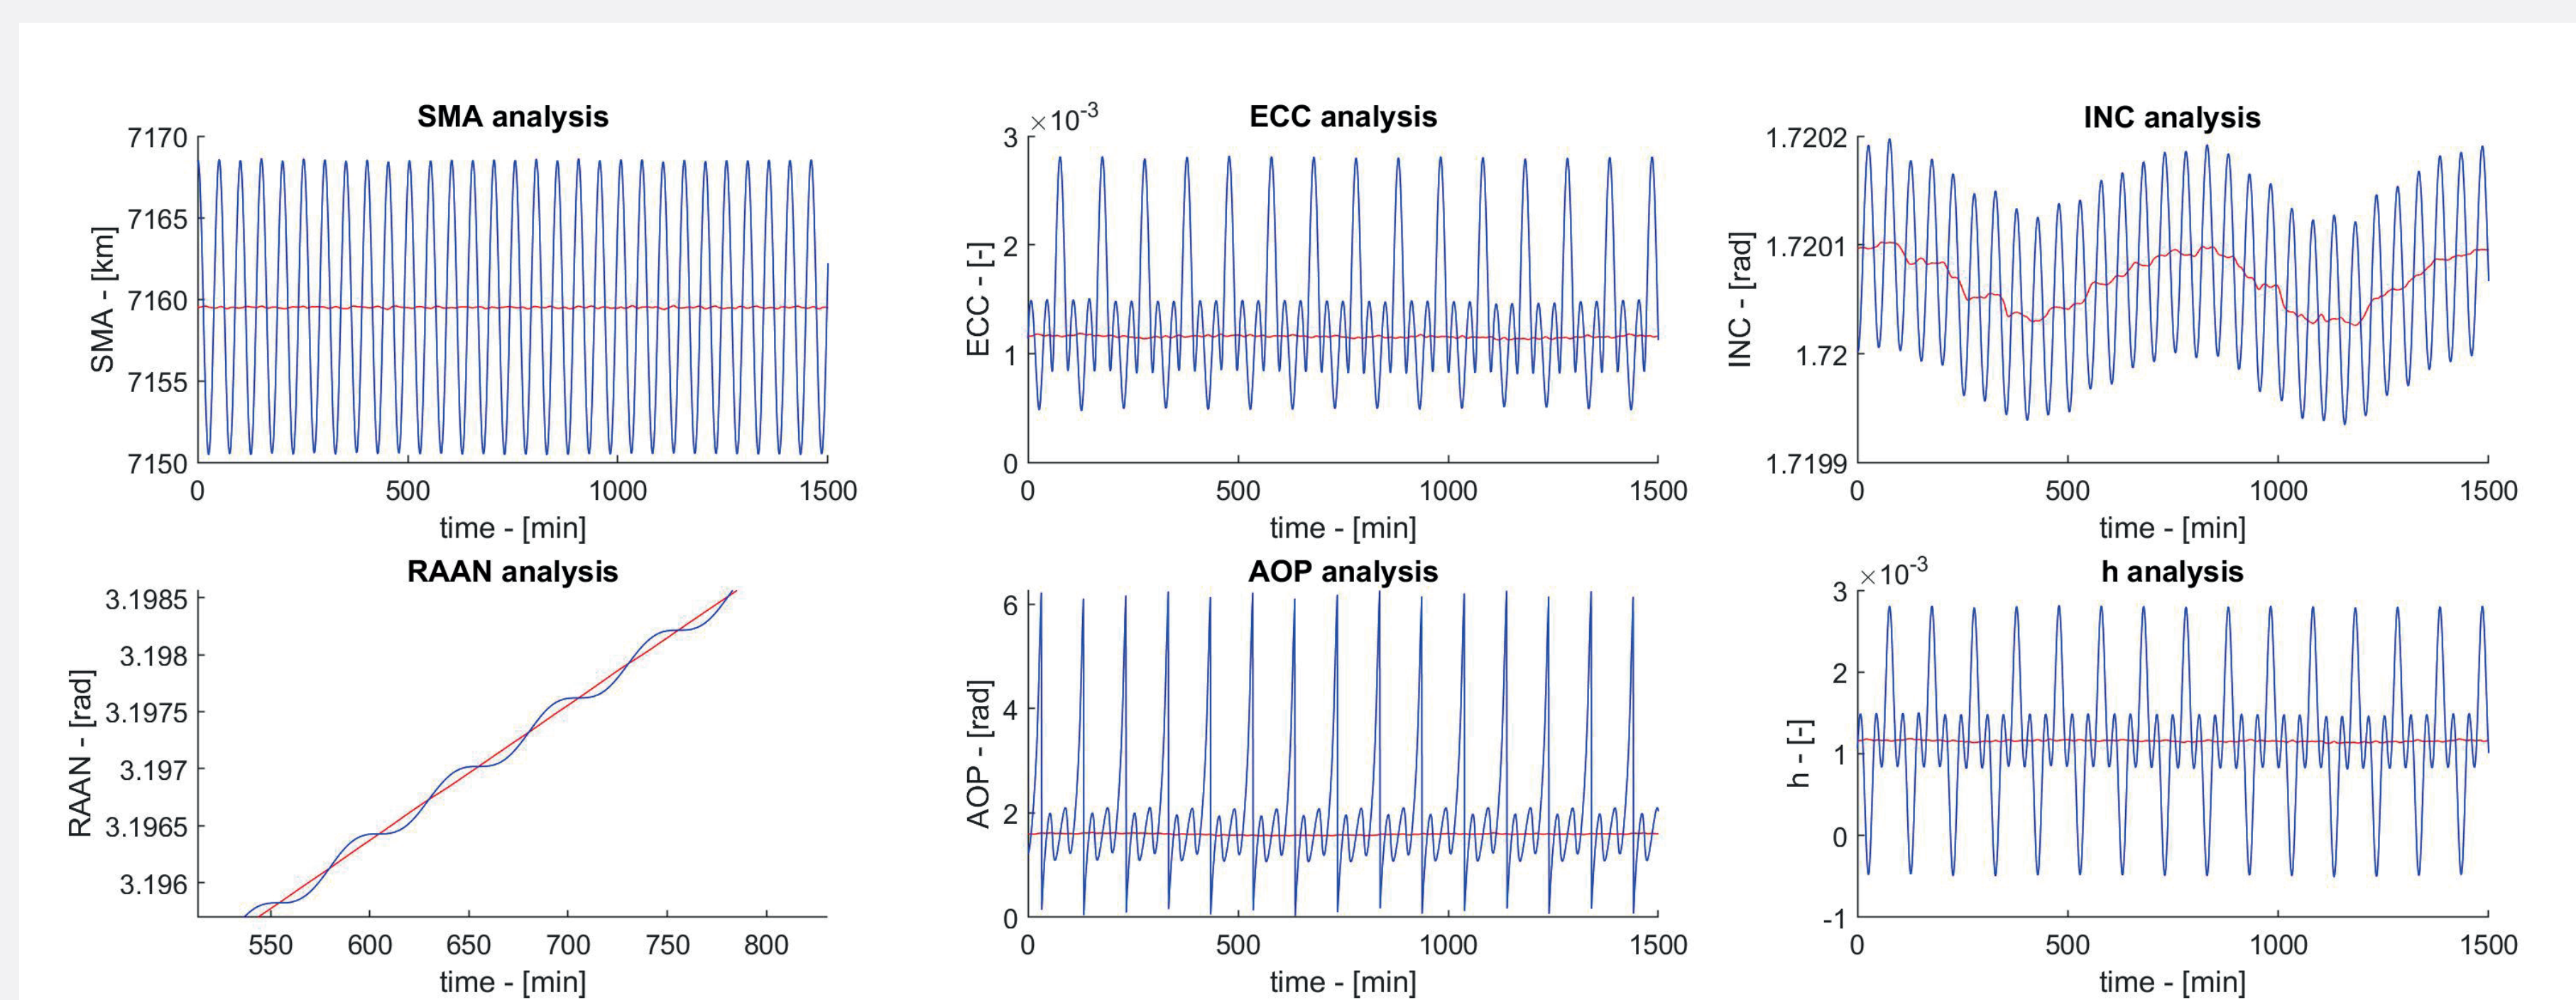 SMA analysis
7170
7165
7160
7155
7150
SMA - [km]
0 500 1000 1500
time - [min]
ECC analysis
×10-3
3
2
1
0
ECC - [-]
0 500 1000 1500
time - [min]
INC analysis
1.7202
1.7201
1.72
1.7199
INC - [rad]
0 500 1000 1500
time - [min]
RAAN analysis
3.1985
3.198
3.1975
3.197
3.1965
3.196
RAAN - [rad]
550 600 650 700 750 800
time - [min]
AOP analysis
6
4
2
0
AOP - [rad]
0 500 1000 1500
time - [min]
h analysis
×10-3
3
2
1
0
-1
h - [-]
0 500 1000 1500
time - [min]